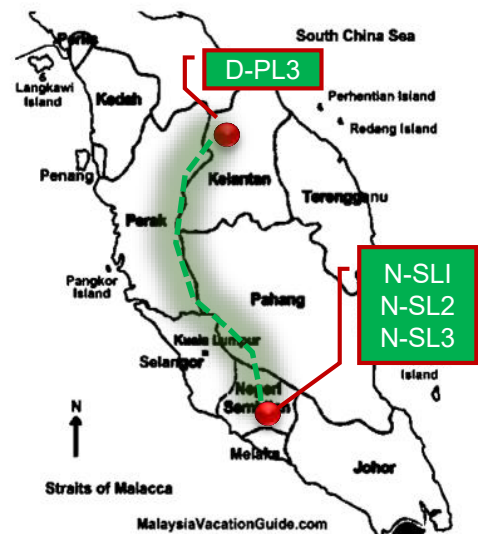 South China Sea
Perlis
D-PL3
Langkawi
Island
Kedah
Perhentian Island
Redang Island
Penang
Kelantan
Terengganu
Perak
N-SLI
N-SL2
N-SL3
Pangkor
Island
Pahang
Kuala Lumpur
Selangor
Island
Negeri
Sembilan
N
Melaka
Johor
Straits of Malacca
MalaysiaVacationGuide.com